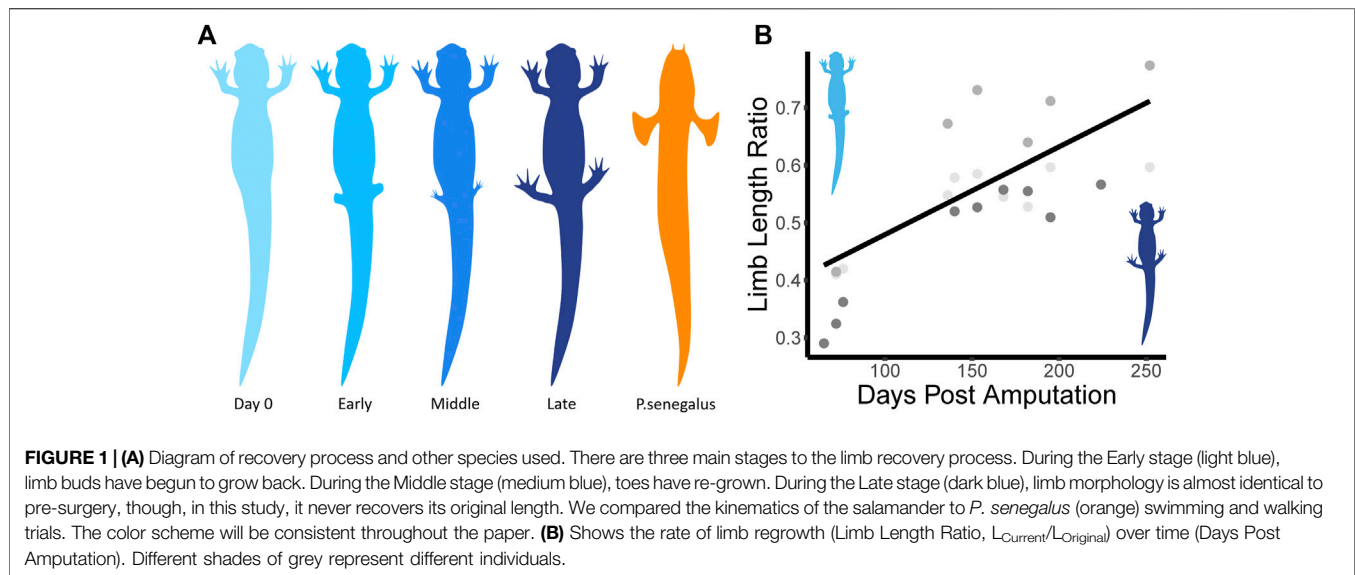 A
B
Day 0
Early
Middle
Late
P.senegalus
Limb Length Ratio
0.7
0.6
0.5
0.4
0.3
100
150
200
250
Days Post Amputation
FIGURE 1 | (A) Diagram of recovery process and other species used. There are three main stages to the limb recovery process. During the Early stage (light blue),
limb buds have begun to grow back. During the Middle stage (medium blue), toes have re-grown. During the Late stage (dark blue), limb morphology is almost identical to
pre-surgery, though, in this study, it never recovers its original length. We compared the kinematics of the salamander to P. senegalus (orange) swimming and walking
trials. The color scheme will be consistent throughout the paper. (B) Shows the rate of limb regrowth (Limb Length Ratio, LCurrent/LOriginal) over time (Days Post
Amputation). Different shades of grey represent different individuals.